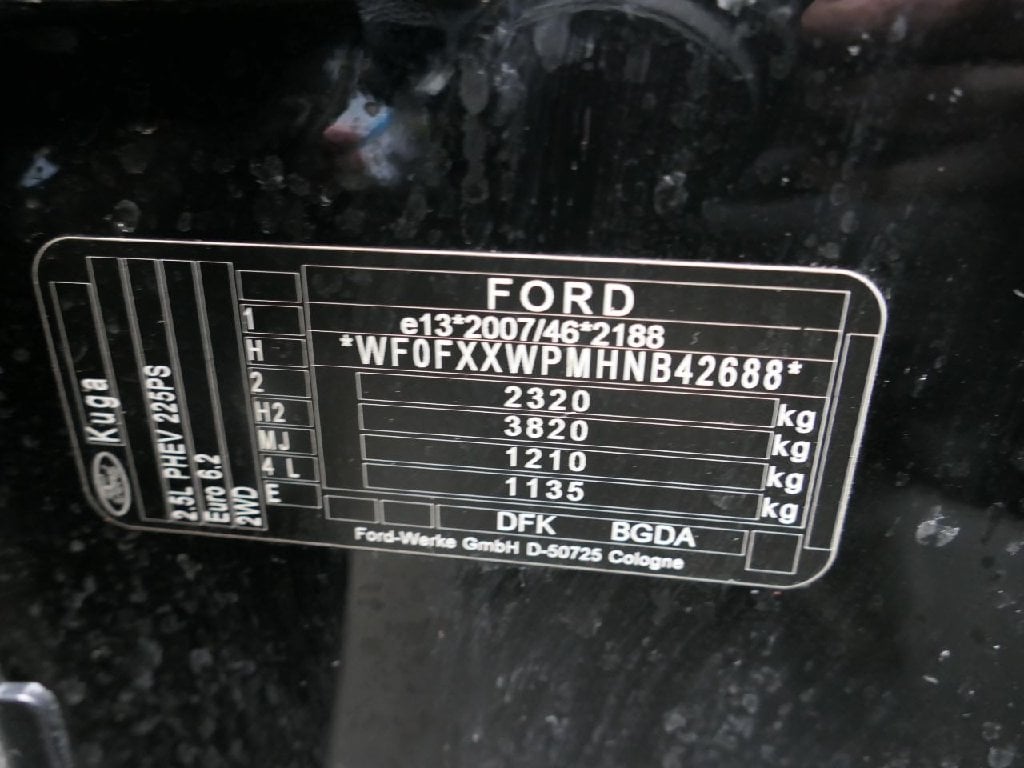 FORD
e13*2007/46*2188
*WF0FXXWPMHNB42688*
2320 kg
3820 kg
1210 kg
1135 kg
DFK BGDA
Ford-Werke GmbH D-50725 Cologne
1
H
2
H2
MJ
4 L
E
Ford Kuga
2.5L PHEV 225PS
Euro 6.2
2WD